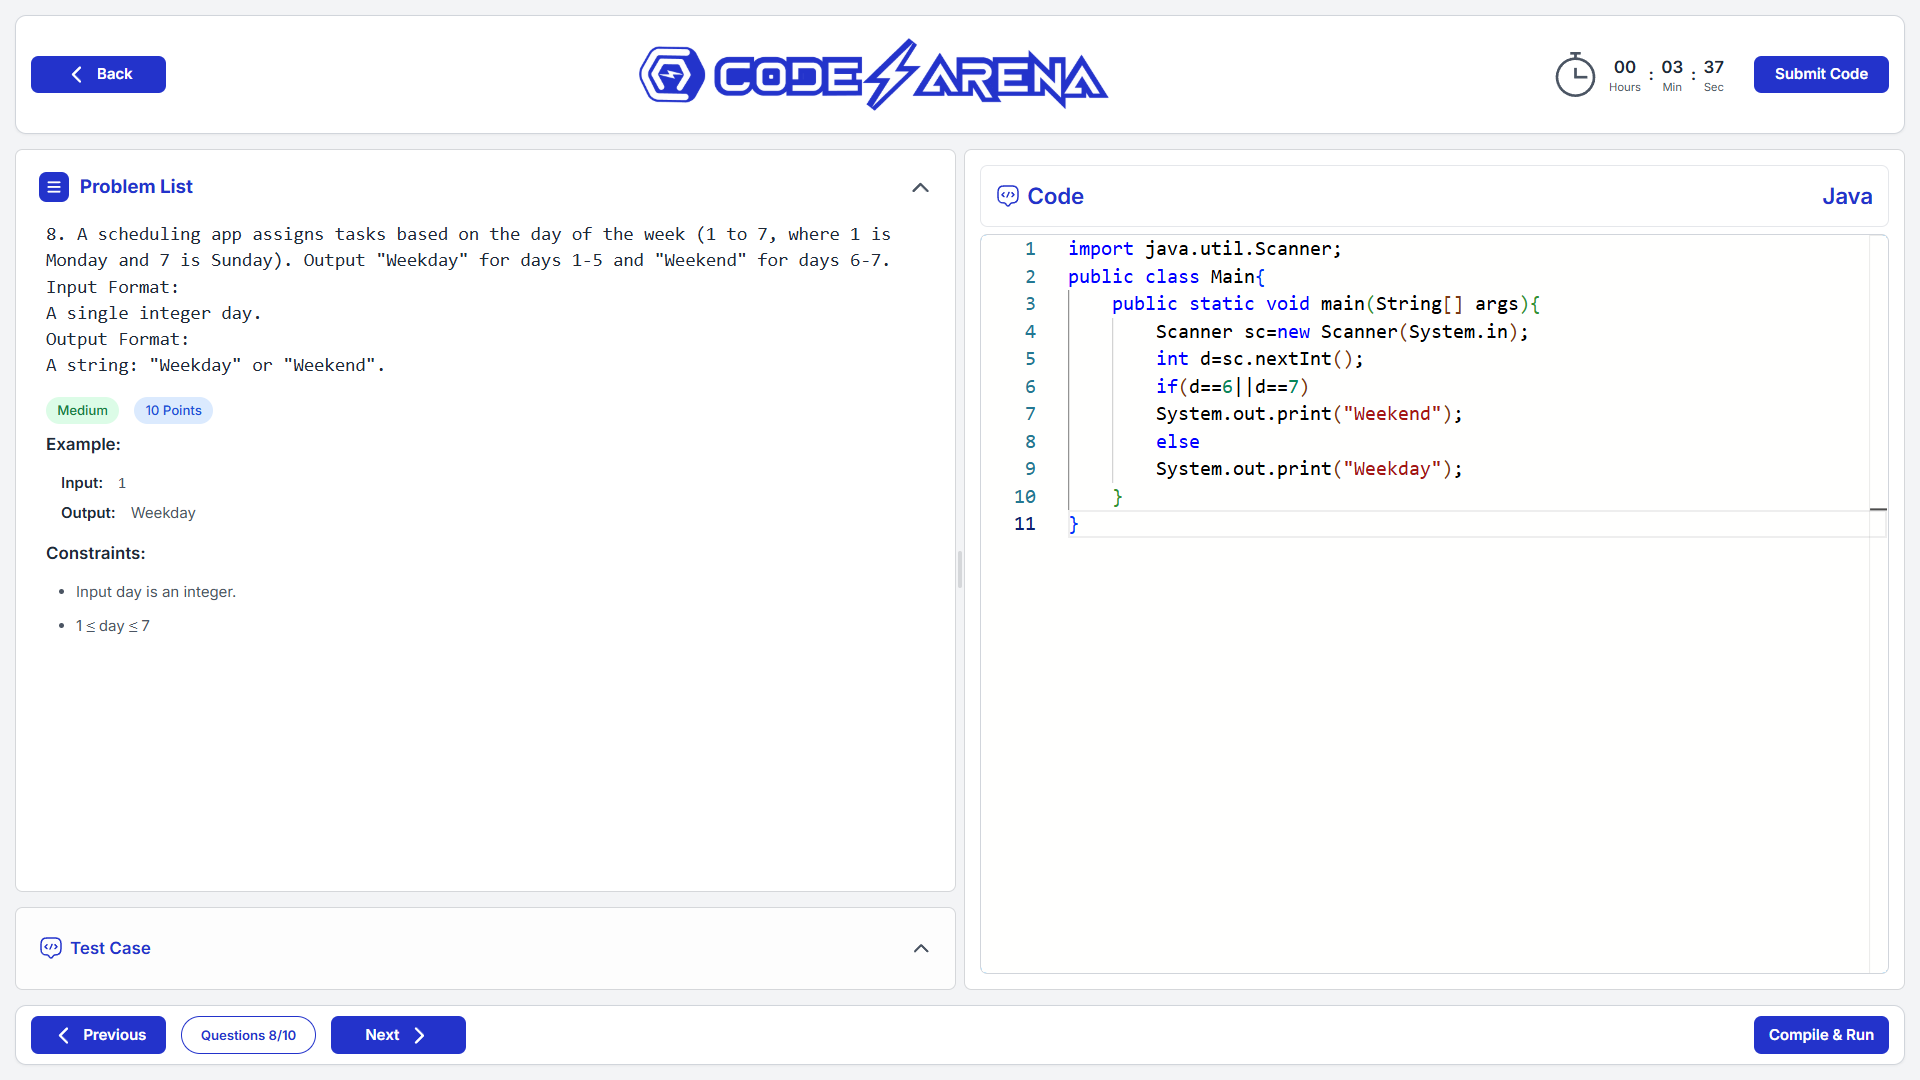 Back
CODE ARENA
00 : 03 : 37
Hours Min Sec
Submit Code
Problem List
8. A scheduling app assigns tasks based on the day of the week (1 to 7, where 1 is
Monday and 7 is Sunday). Output "Weekday" for days 1-5 and "Weekend" for days 6-7.
Input Format:
A single integer day.
Output Format:
A string: "Weekday" or "Weekend".
Medium 10 Points
Example:
Input: 1
Output: Weekday
Constraints:
• Input day is an integer.
• 1 ≤ day ≤ 7
Test Case
Code Java
1 import java.util.Scanner;
2 public class Main{
3 public static void main(String[] args){
4 Scanner sc=new Scanner(System.in);
5 int d=sc.nextInt();
6 if(d==6||d==7)
7 System.out.print("Weekend");
8 else
9 System.out.print("Weekday");
10 }
11 }
Previous
Questions 8/10
Next
Compile & Run